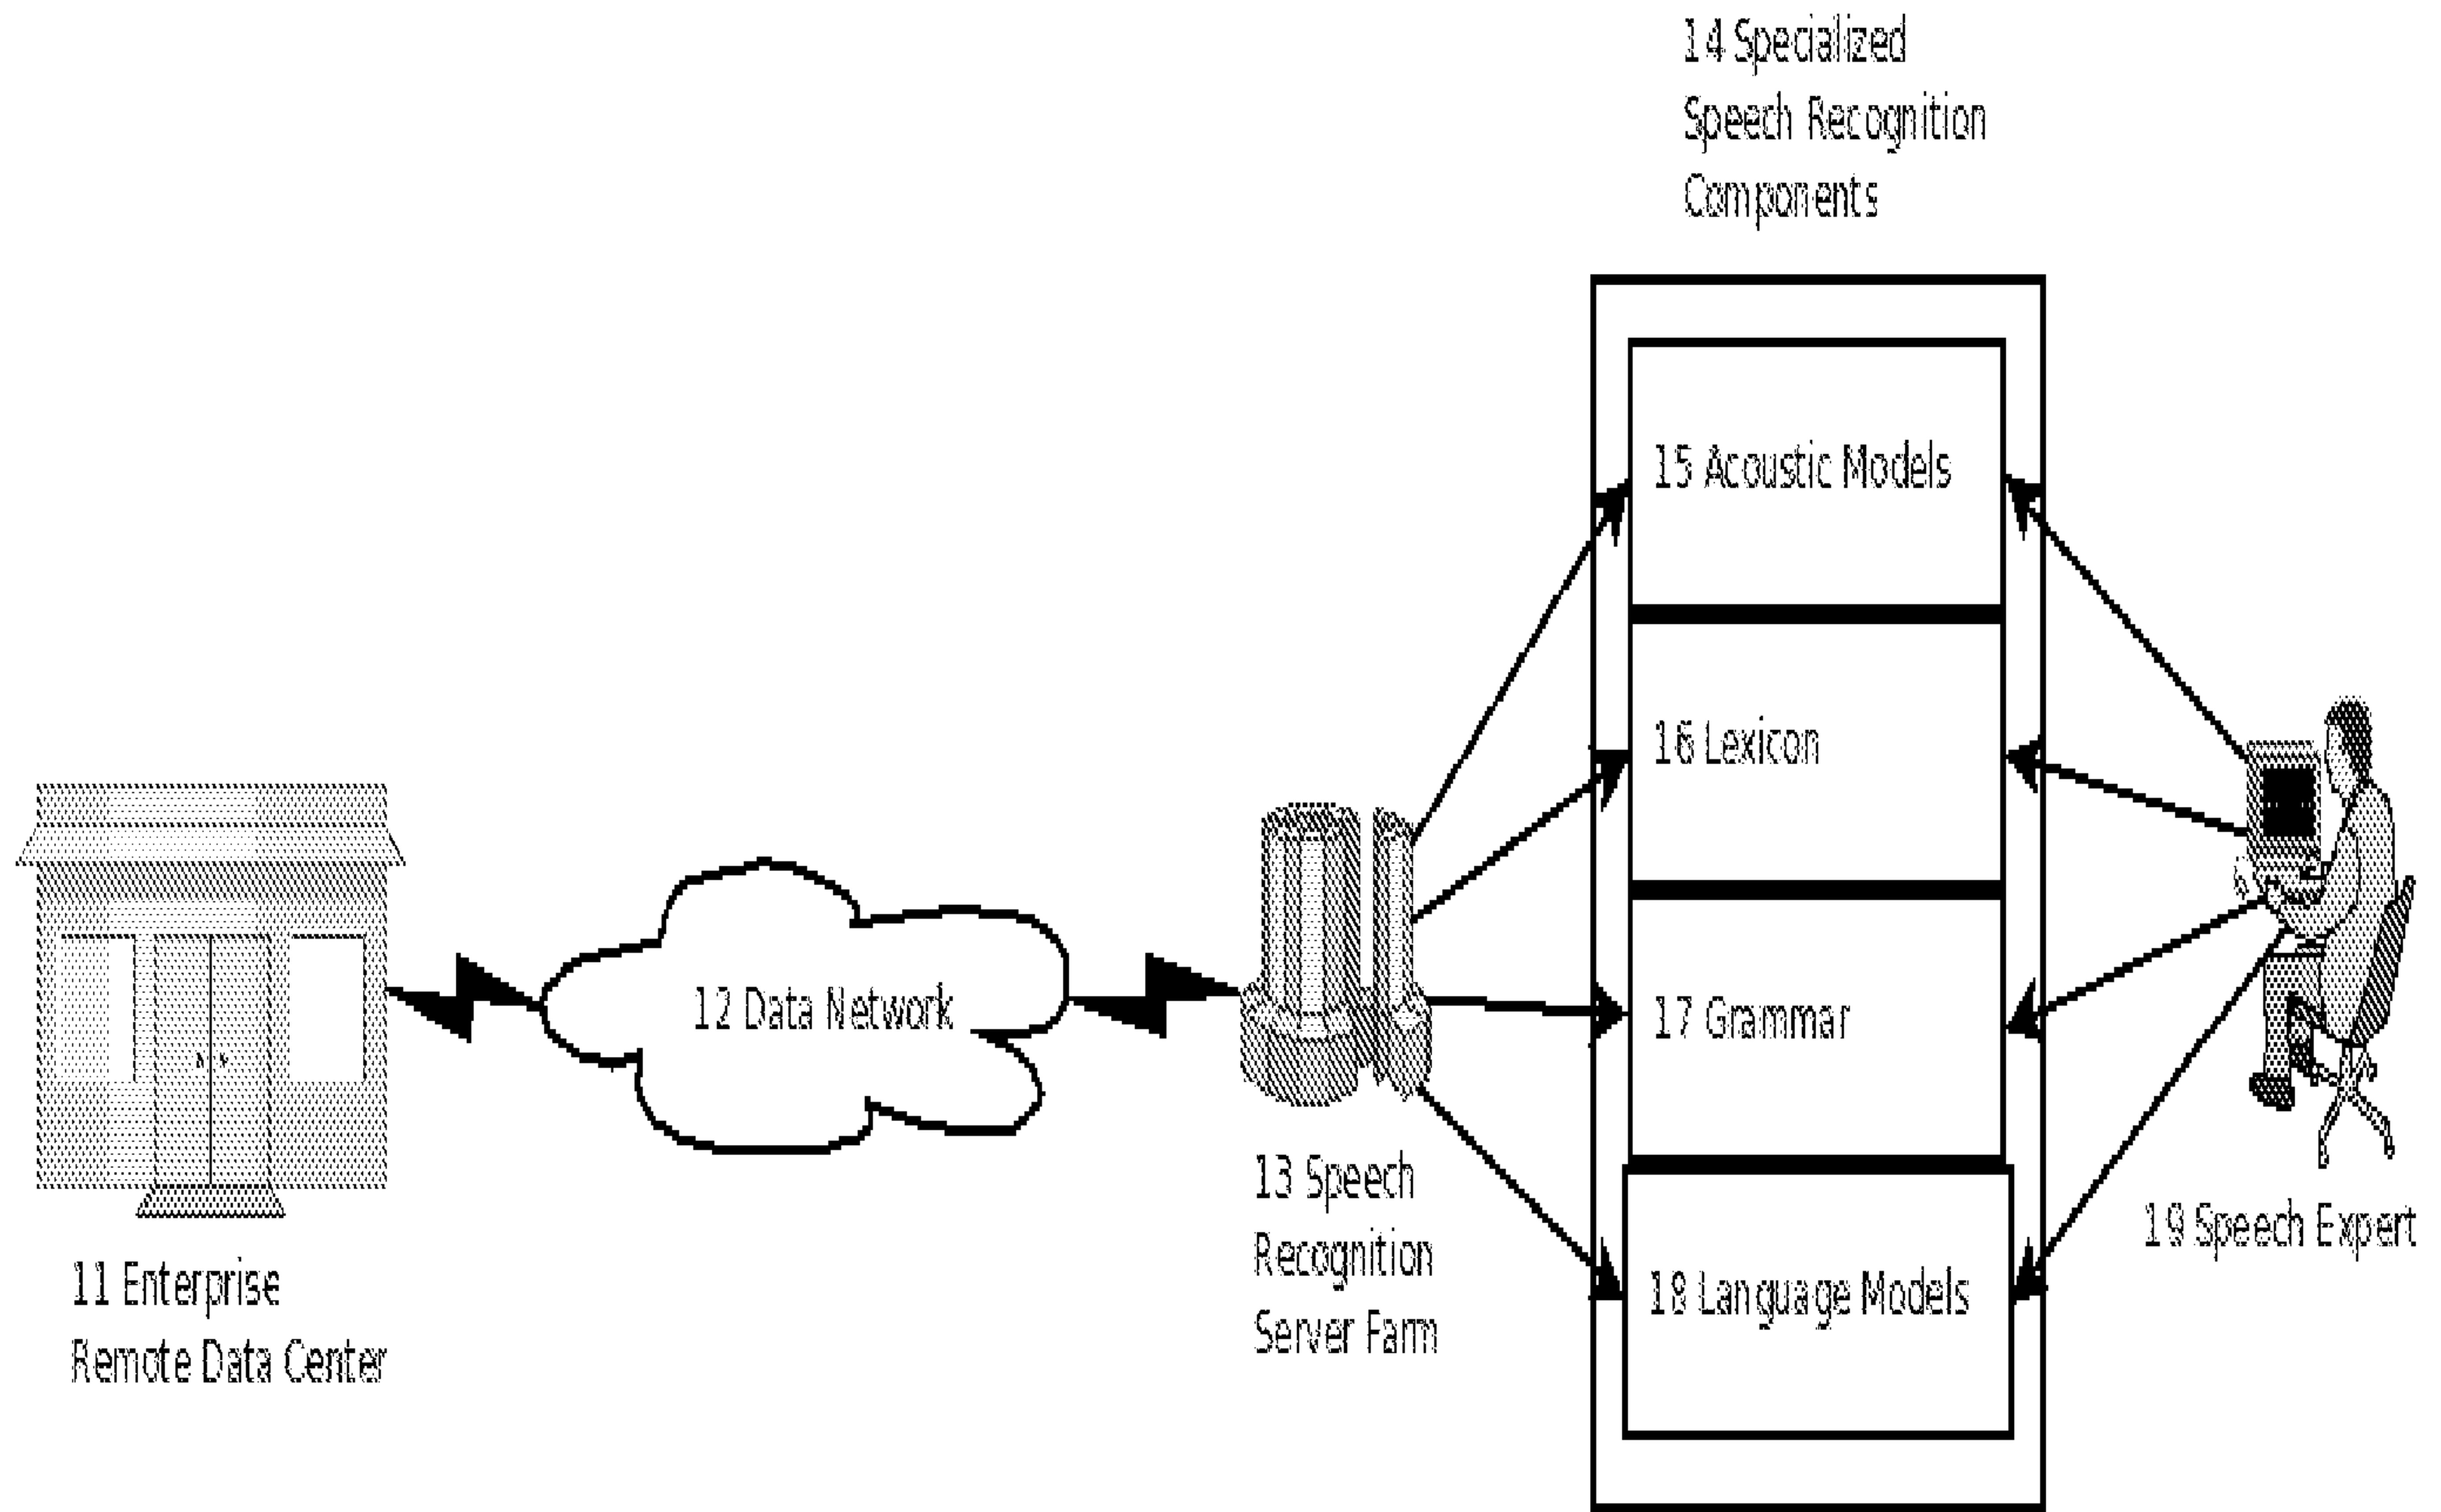 14 Specialized
Speech Recognition
Components
15 Acoustic Models
16 Lexicon
12 Data Network
17 Grammar
13 Speech
Recognition
Server Farm
18 Language Models
19 Speech Expert
11 Enterprise
Remote Data Center